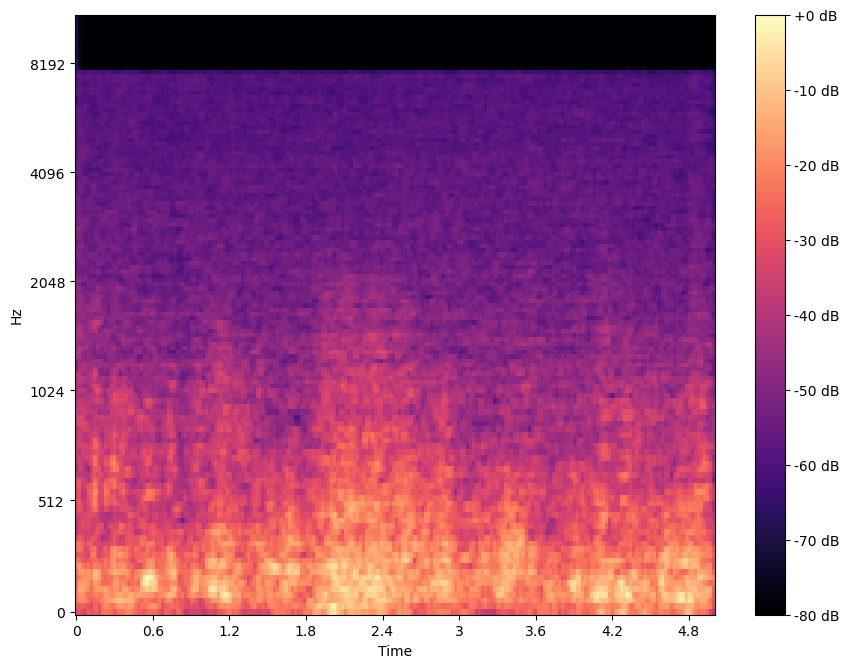 +0 dB
8192
-10 dB
4096
-20 dB
-30 dB
2048
Hz
-40 dB
1024
-50 dB
-60 dB
512
-70 dB
0
-80 dB
0 0.6 1.2 1.8 2.4 3 3.6 4.2 4.8
Time